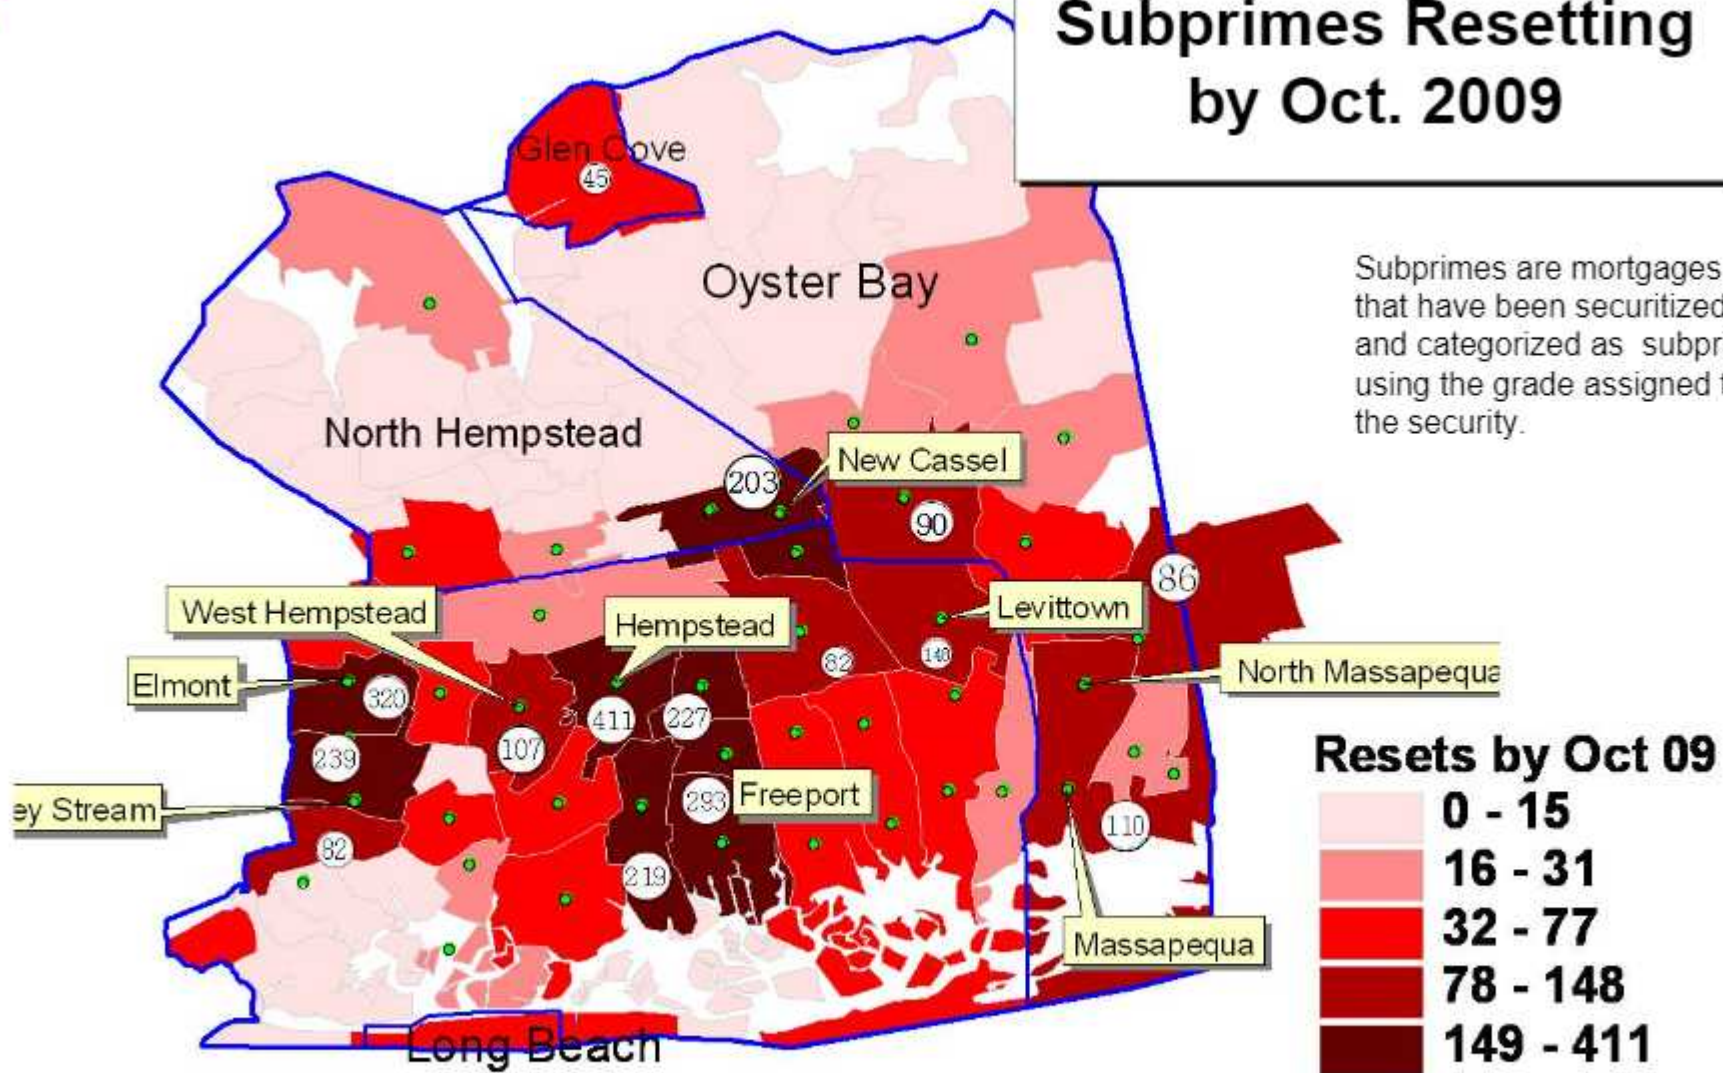 Subprimes Resetting
by Oct. 2009
Glen Cove
45
Oyster Bay
Subprimes are mortgages
that have been securitized
and categorized as subpr
using the grade assigned t
the security.
North Hempstead
New Cassel
203
90
86
West Hempstead
Hempstead
Levittown
82
Elmont
320
North Massapequa
411
227
107
239
ey Stream
293
Freeport
110
82
219
Massapequa
Long Beach
Resets by Oct 09
0 - 15
16 - 31
32 - 77
78 - 148
149 - 411